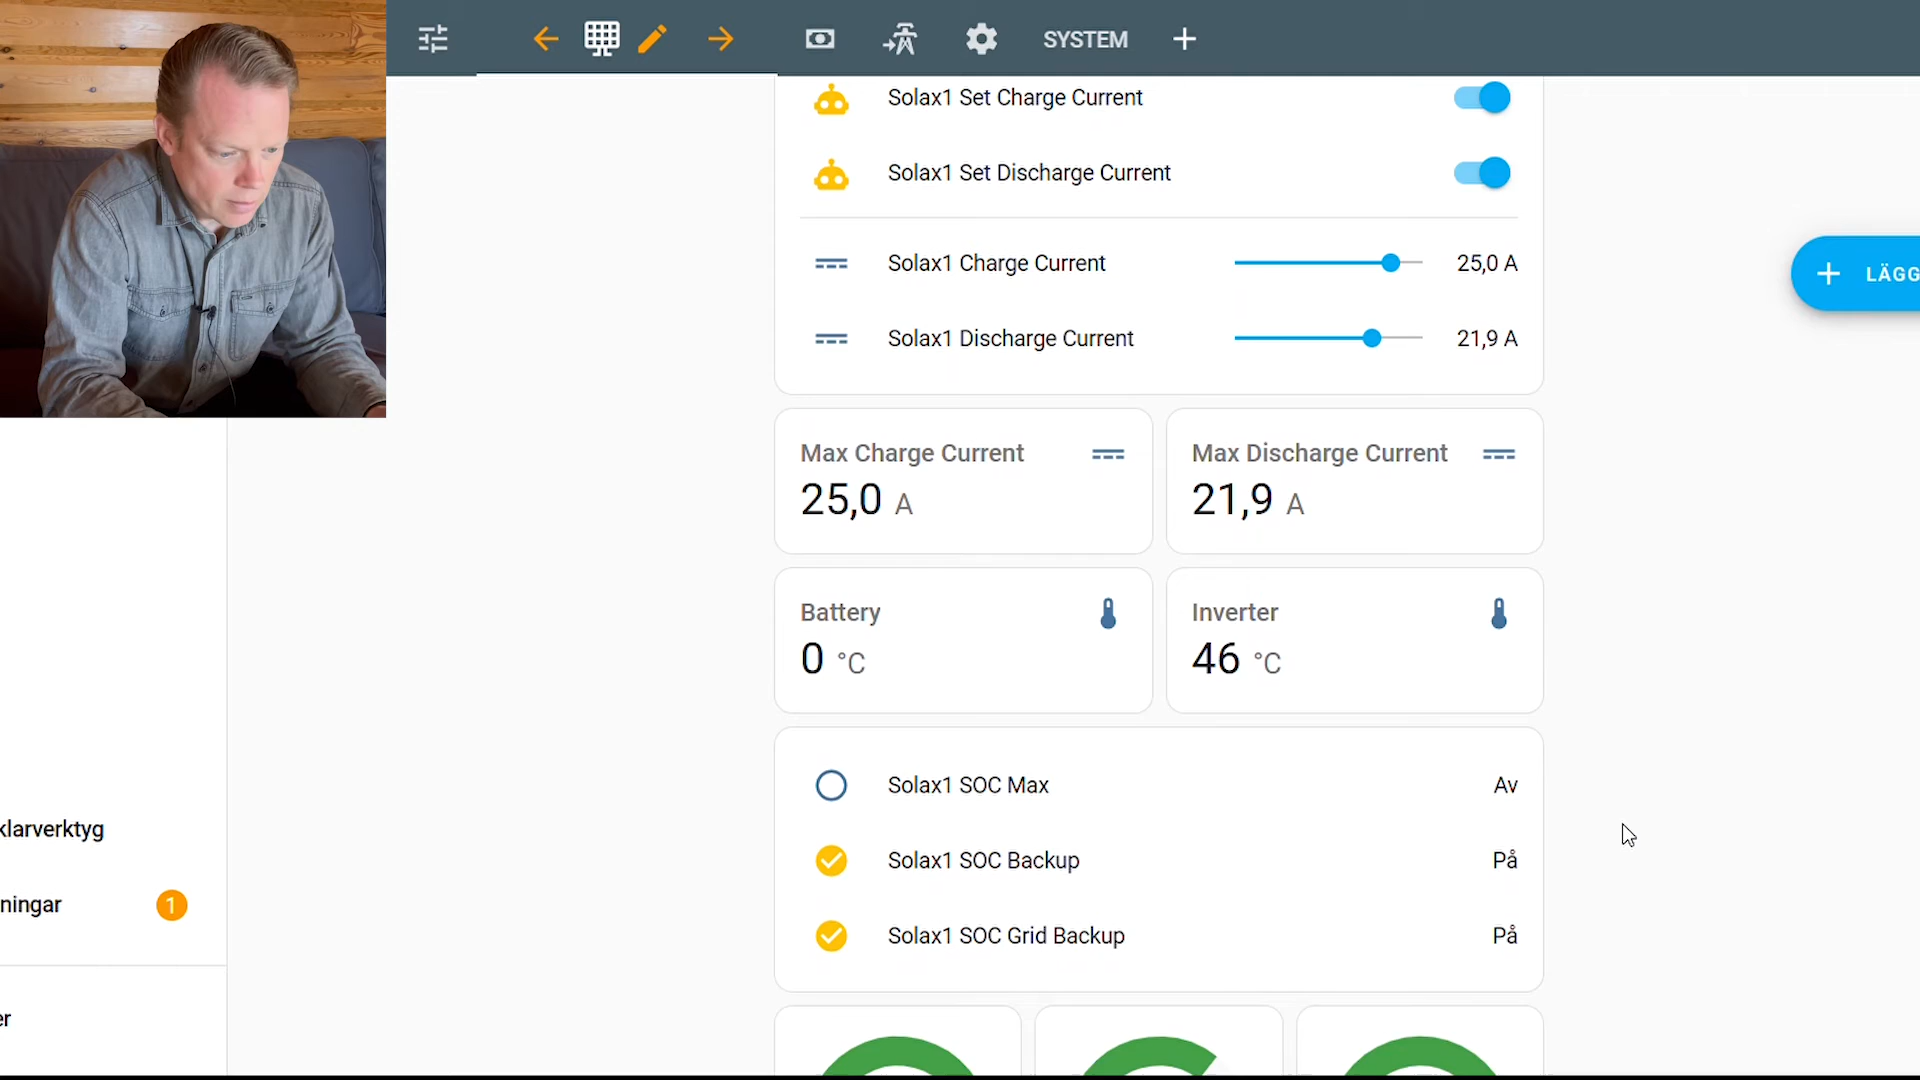 SYSTEM
Solax1 Set Charge Current
Solax1 Set Discharge Current
Solax1 Charge Current 25,0 A
Solax1 Discharge Current 21,9 A
LÄGG
Max Charge Current
25,0 A
Max Discharge Current
21,9 A
Battery
0 °C
Inverter
46 °C
Solax1 SOC Max Av
Solax1 SOC Backup På
Solax1 SOC Grid Backup På
klarverktyg
ningar 1
er